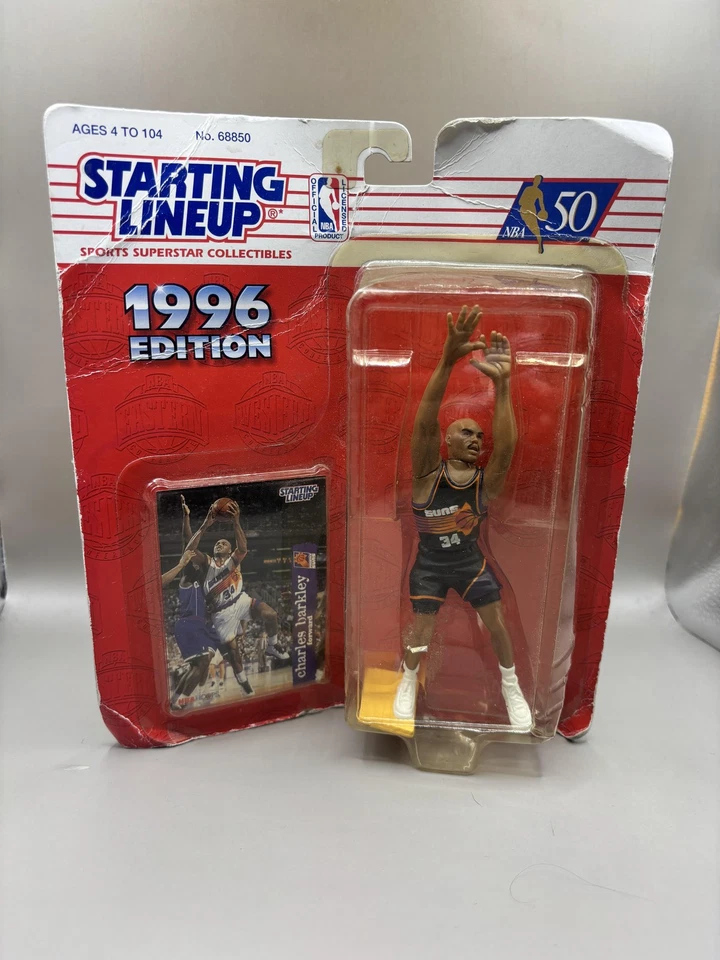 AGES 4 TO 104
No. 68850
STARTING
LINEUP®*
SPORTS SUPERSTAR COLLECTIBLES
OFFICIAL
LICENSED
NBA
PRODUCT
NBA
50
1996
EDITION
STARTING
LINEUP
charles barkley
forward
SUNS
34